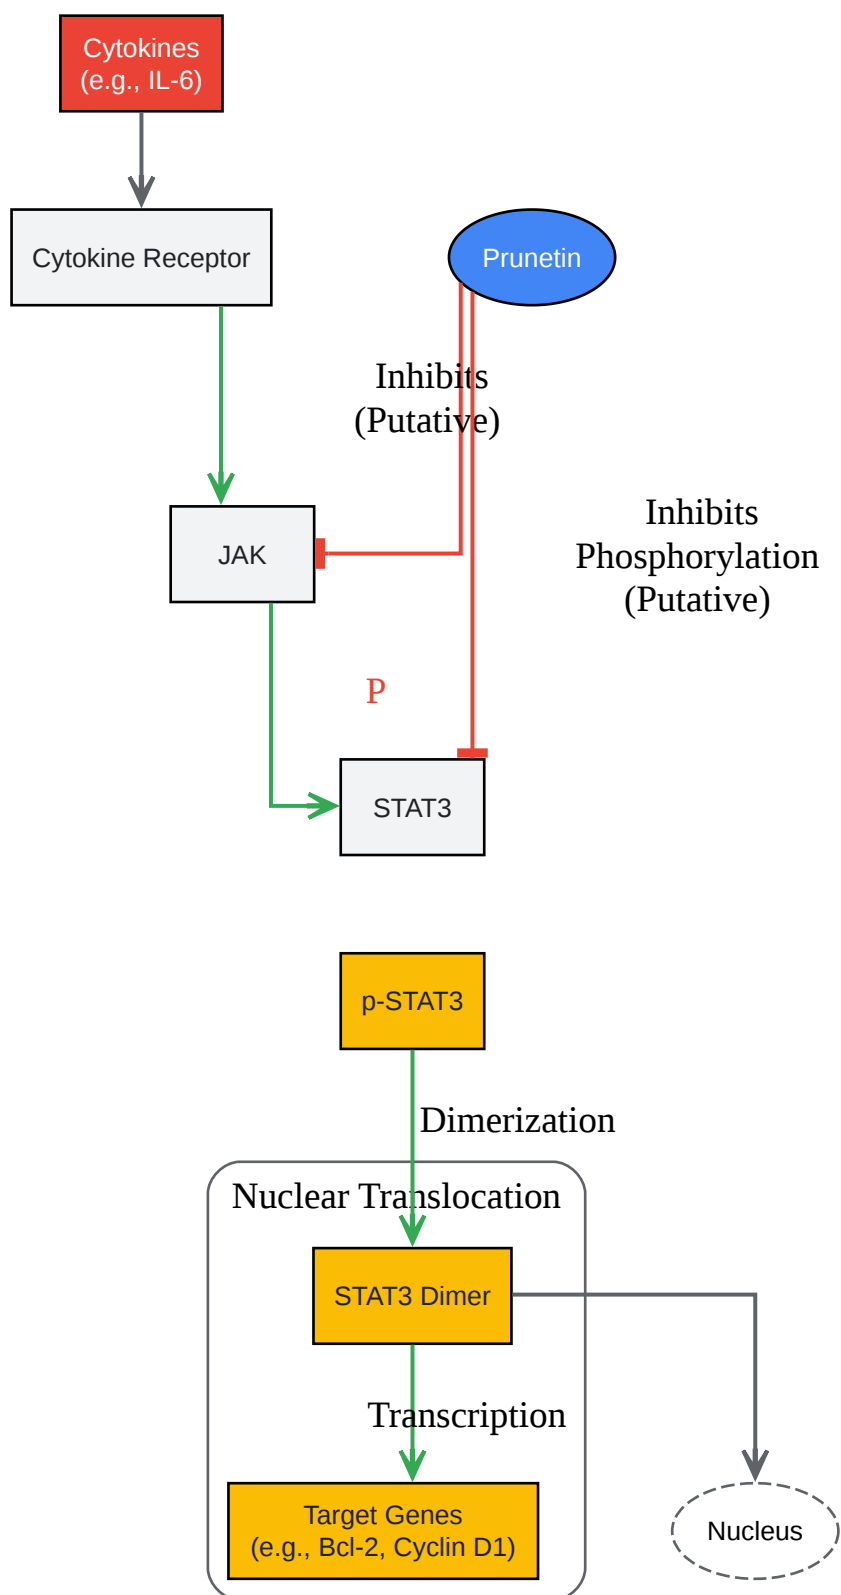 Cytokines
(e.g., IL-6)
Cytokine Receptor
Prunetin
Inhibits
(Putative)
Inhibits
Phosphorylation
(Putative)
JAK
P
STAT3
p-STAT3
Dimerization
Nuclear Translocation
STAT3 Dimer
Transcription
Target Genes
(e.g., Bcl-2, Cyclin D1)
Nucleus